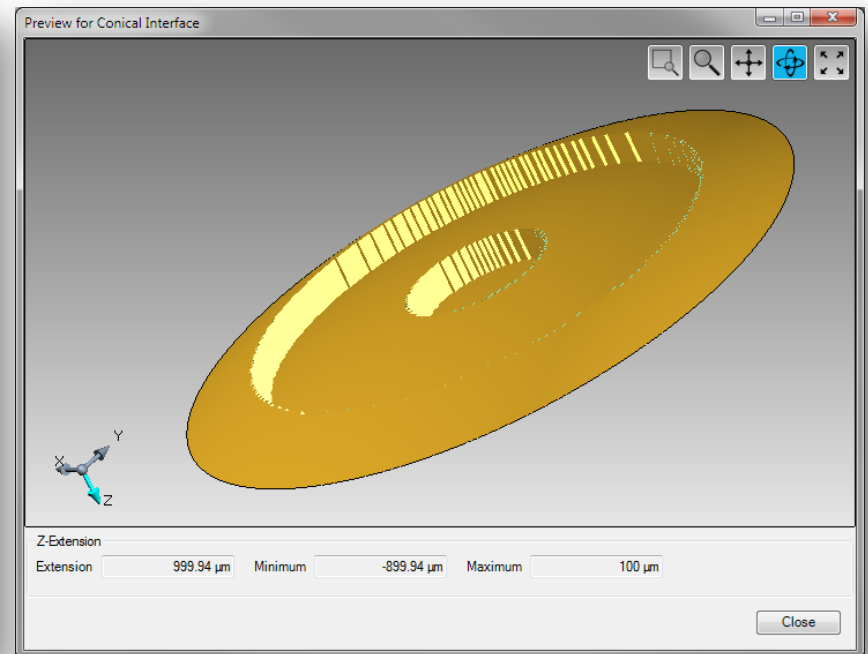 Preview for Conical Interface
Y
X
Z
Z-Extension
Extension 999.94 µm Minimum -899.94 µm Maximum 100 µm
Close